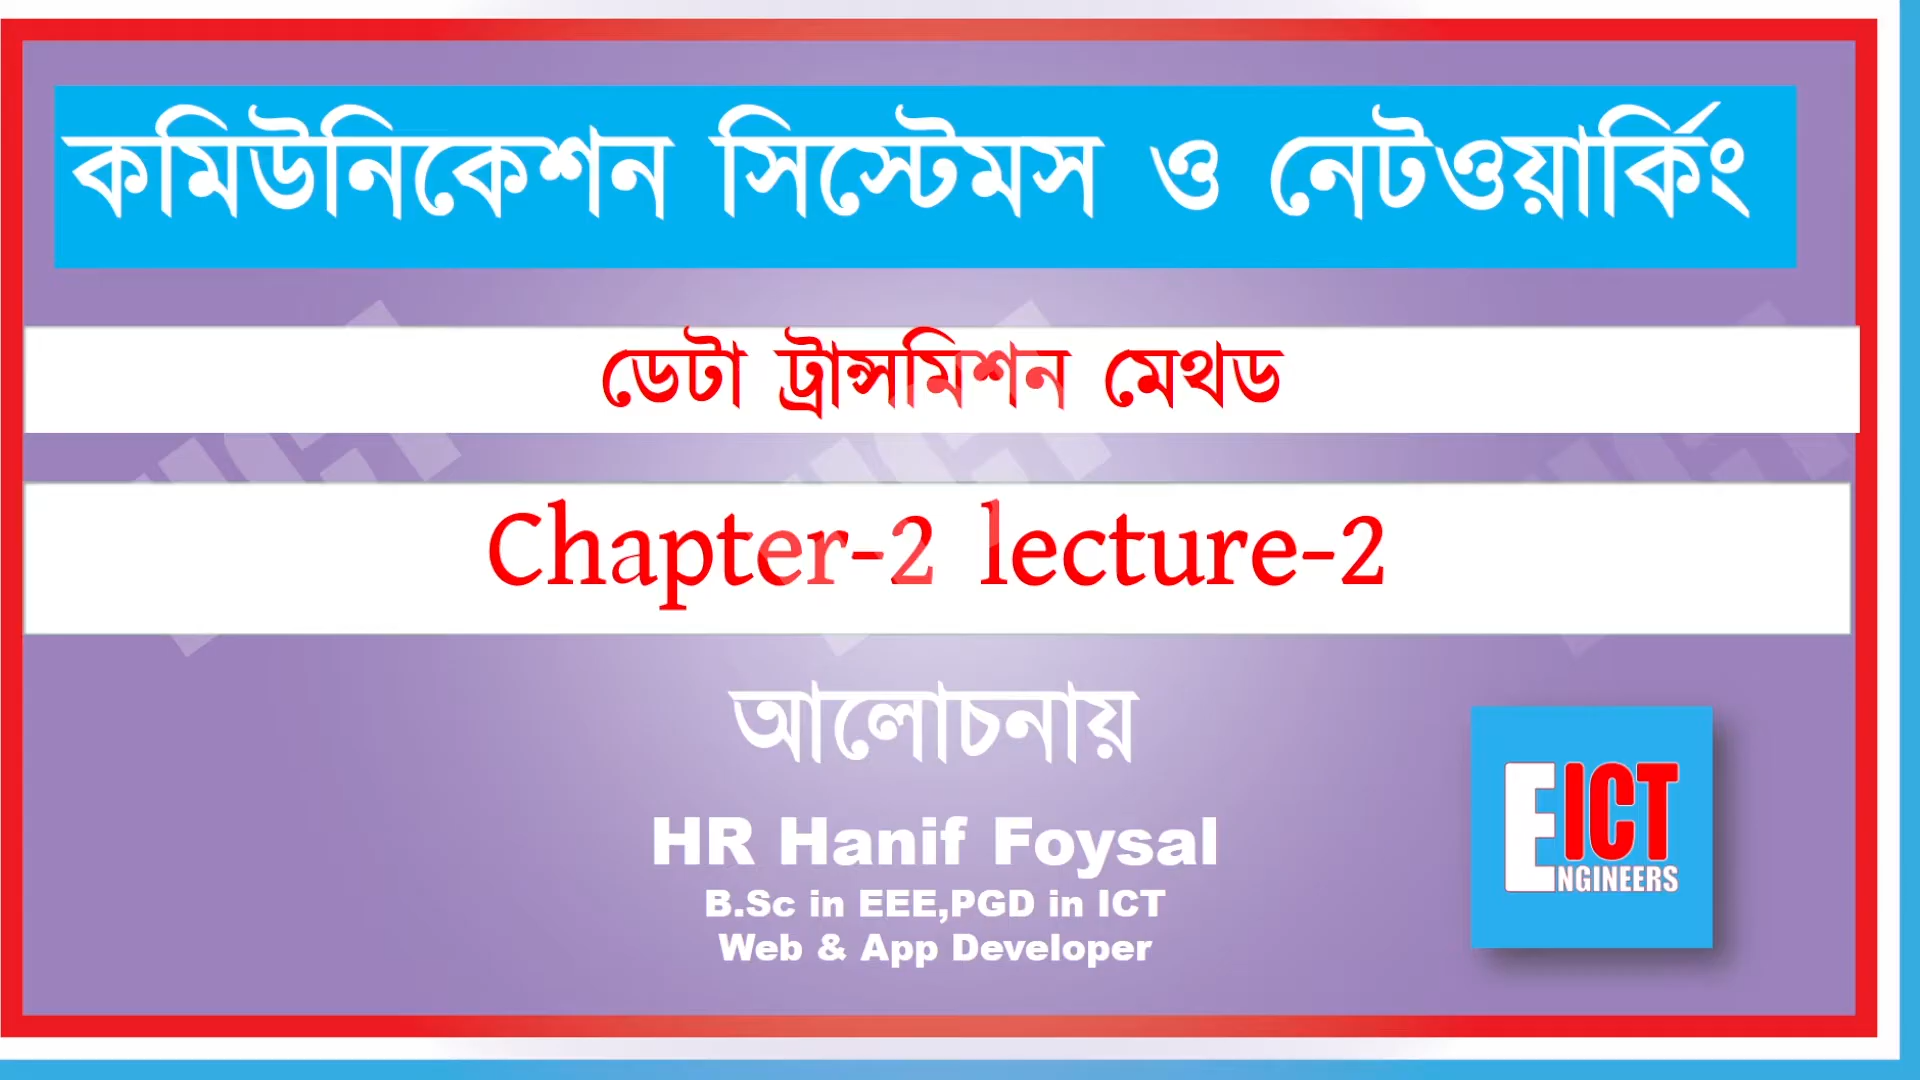 কমিউনিকেশন সিস্টেমস ও নেটওয়ার্কিং
ডেটা ট্রান্সমিশন মেথড
Chapter-2 lecture-2
আলোচনায়
HR Hanif Foysal
B.Sc in EEE,PGD in ICT
Web & App Developer
EICT
ENGINEERS